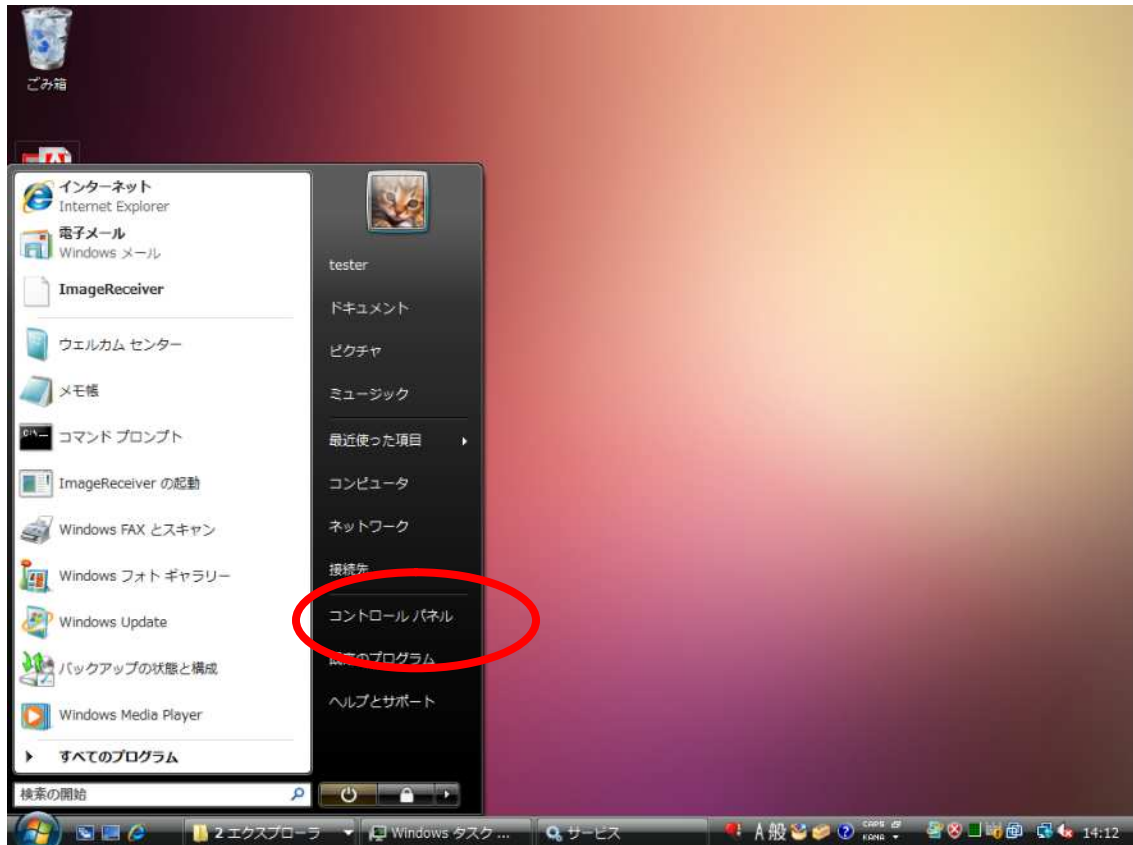 ごみ箱
インターネット
Internet Explorer
電子メール
Windows メール
ImageReceiver
ウェルカム センター
メモ帳
コマンド プロンプト
ImageReceiver の起動
Windows FAX とスキャン
Windows フォト ギャラリー
Windows Update
バックアップの状態と構成
Windows Media Player
すべてのプログラム
検索の開始
tester
ドキュメント
ピクチャ
ミュージック
最近使った項目
コンピュータ
ネットワーク
接続先
コントロール パネル
既定のプログラム
ヘルプとサポート
2 エクスプローラ
Windows タスク ...
サービス
A 般
CAPS
KANA
14:12